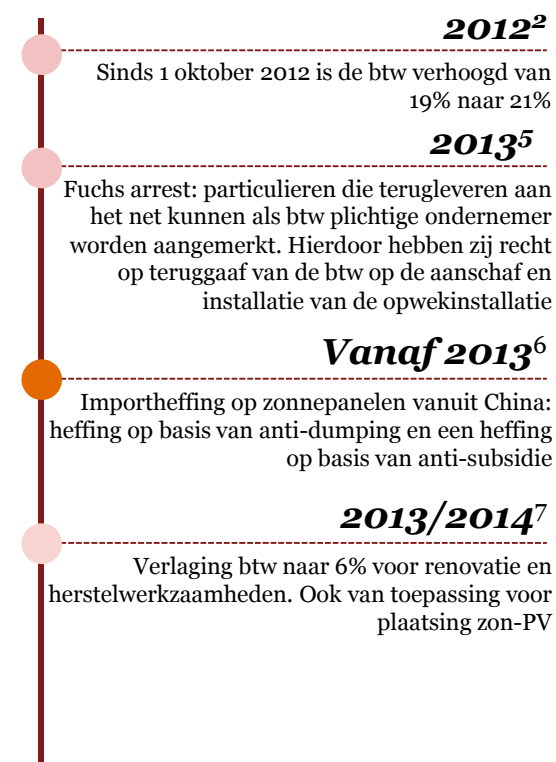 2012²
Sinds 1 oktober 2012 is de btw verhoogd van
19% naar 21%
2013⁵
Fuchs arrest: particulieren die terugleveren aan
het net kunnen als btw plichtige ondernemer
worden aangemerkt. Hierdoor hebben zij recht
op teruggaaf van de btw op de aanschaf en
installatie van de opwekinstallatie
Vanaf 2013⁶
Importheffing op zonnepanelen vanuit China:
heffing op basis van anti-dumping en een heffing
op basis van anti-subsidie
2013/2014⁷
Verlaging btw naar 6% voor renovatie en
herstelwerkzaamheden. Ook van toepassing voor
plaatsing zon-PV